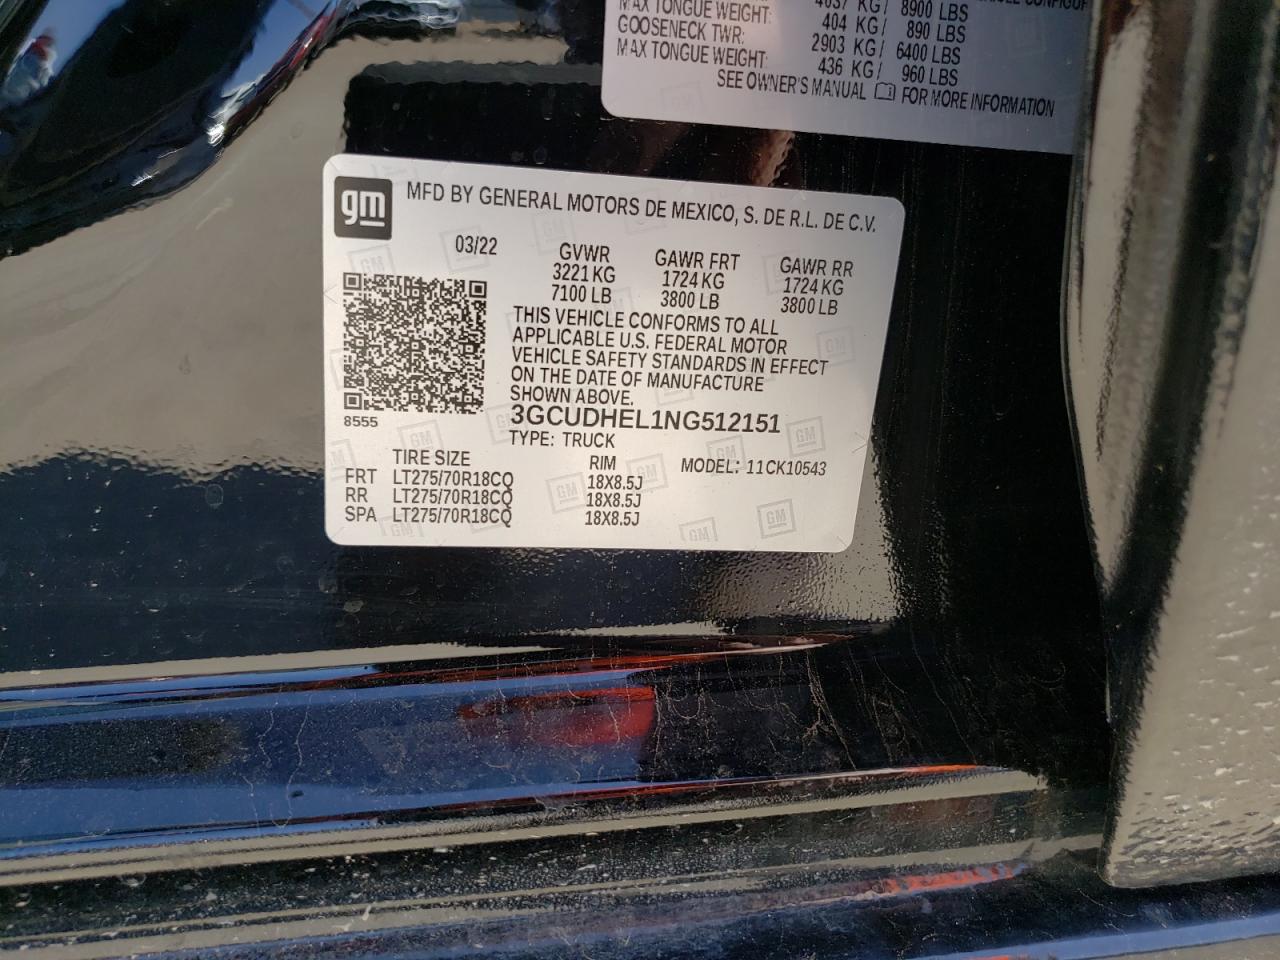 MAX TONGUE WEIGHT: 404 KG/ 890 LBS
GOOSENECK TWR: 2903 KG/ 6400 LBS
MAX TONGUE WEIGHT: 436 KG/ 960 LBS
SEE OWNER'S MANUAL FOR MORE INFORMATION
gm
MFD BY GENERAL MOTORS DE MEXICO, S. DE R.L. DE C.V.
03/22 GVWR GAWR FRT GAWR RR
3221 KG 1724 KG 1724 KG
7100 LB 3800 LB 3800 LB
THIS VEHICLE CONFORMS TO ALL
APPLICABLE U.S. FEDERAL MOTOR
VEHICLE SAFETY STANDARDS IN EFFECT
ON THE DATE OF MANUFACTURE
SHOWN ABOVE.
8555 3GCUDHEL1NG512151
TYPE: TRUCK
TIRE SIZE RIM MODEL: 11CK10543
FRT LT275/70R18CQ 18X8.5J
RR LT275/70R18CQ 18X8.5J
SPA LT275/70R18CQ 18X8.5J